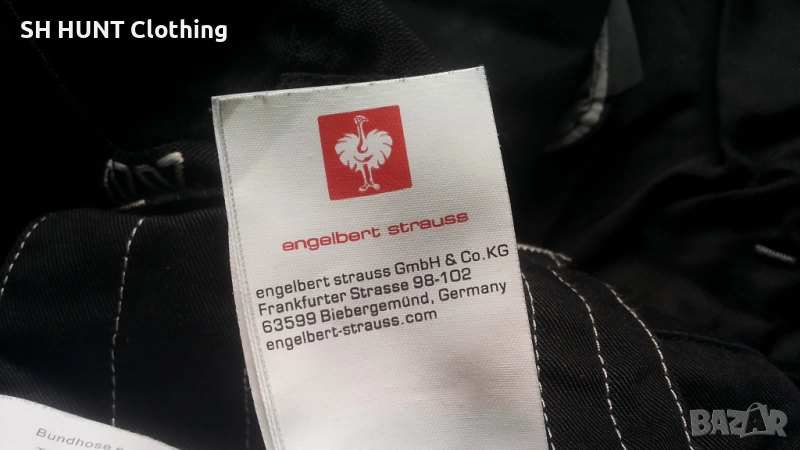 SH HUNT Clothing
engelbert strauss
engelbert strauss GmbH & Co.KG
Frankfurter Strasse 98-102
63599 Biebergemünd, Germany
engelbert-strauss.com
Bundhose
BAZAR